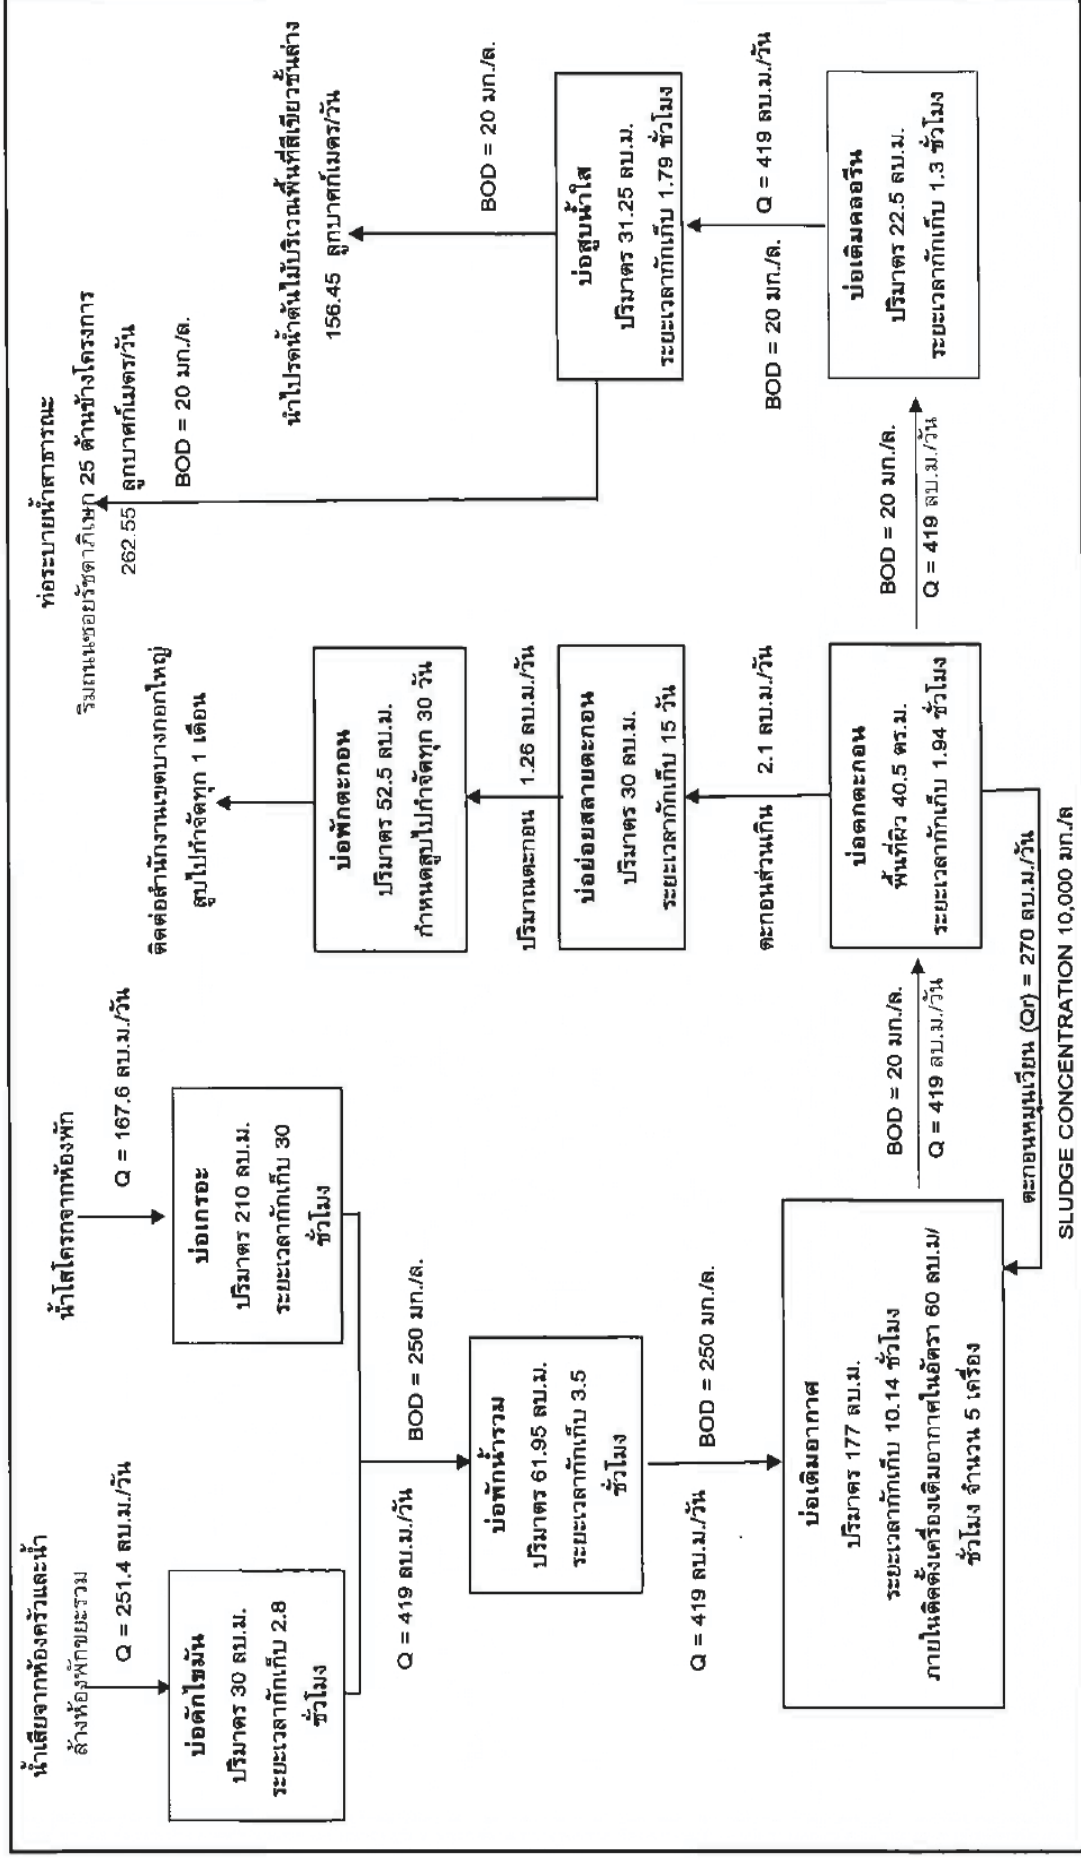 น้ำเสียจากห้องครัวและน้ำ
ล้างห้องพักขยะรวม
Q = 251.4 ลบ.ม./วัน
บ่อดักไขมัน
ปริมาตร 30 ลบ.ม.
ระยะเวลากักเก็บ 2.8
ชั่วโมง
น้ำโสโครกจากห้องพัก
Q = 167.6 ลบ.ม./วัน
บ่อเกรอะ
ปริมาตร 210 ลบ.ม.
ระยะเวลากักเก็บ 30
ชั่วโมง
Q = 419 ลบ.ม./วัน
BOD = 250 มก./ล.
บ่อพักน้ำรวม
ปริมาตร 61.95 ลบ.ม.
ระยะเวลากักเก็บ 3.5
ชั่วโมง
Q = 419 ลบ.ม./วัน
BOD = 250 มก./ล.
บ่อเติมอากาศ
ปริมาตร 177 ลบ.ม.
ระยะเวลากักเก็บ 10.14 ชั่วโมง
ภายในติดตั้งเครื่องเติมอากาศในอัตรา 60 ลบ.ม/
ชั่วโมง จำนวน 5 เครื่อง
BOD = 20 มก./ล.
Q = 419 ลบ.ม./วัน
ตะกอนหมุนเวียน (Qr) = 270 ลบ.ม./วัน
SLUDGE CONCENTRATION 10,000 มก./ล
บ่อตกตะกอน
พื้นที่ผิว 40.5 ตร.ม.
ระยะเวลากักเก็บ 1.94 ชั่วโมง
ตะกอนส่วนเกิน 2.1 ลบ.ม./วัน
บ่อย่อยสลายตะกอน
ปริมาตร 30 ลบ.ม.
ระยะเวลากักเก็บ 15 วัน
ปริมาณตะกอน 1.26 ลบ.ม./วัน
บ่อพักตะกอน
ปริมาตร 52.5 ลบ.ม.
กำหนดสูบไปกำจัดทุก 30 วัน
ติดต่อสำนักงานเขตบางกอกใหญ่
สูบไปกำจัดทุก 1 เดือน
BOD = 20 มก./ล.
Q = 419 ลบ.ม./วัน
บ่อเติมคลอรีน
ปริมาตร 22.5 ลบ.ม.
ระยะเวลากักเก็บ 1.3 ชั่วโมง
BOD = 20 มก./ล.
Q = 419 ลบ.ม./วัน
บ่อสูบน้ำใส
ปริมาตร 31.25 ลบ.ม.
ระยะเวลากักเก็บ 1.79 ชั่วโมง
BOD = 20 มก./ล.
นำไปรดน้ำต้นไม้บริเวณพื้นที่สีเขียวชั้นล่าง
156.45 ลูกบาศก์เมตร/วัน
ท่อระบายน้ำสาธารณะ
ริมถนนซอยรัชดาภิเษก 25 ด้านข้างโครงการ
262.55 ลูกบาศก์เมตร/วัน
BOD = 20 มก./ล.